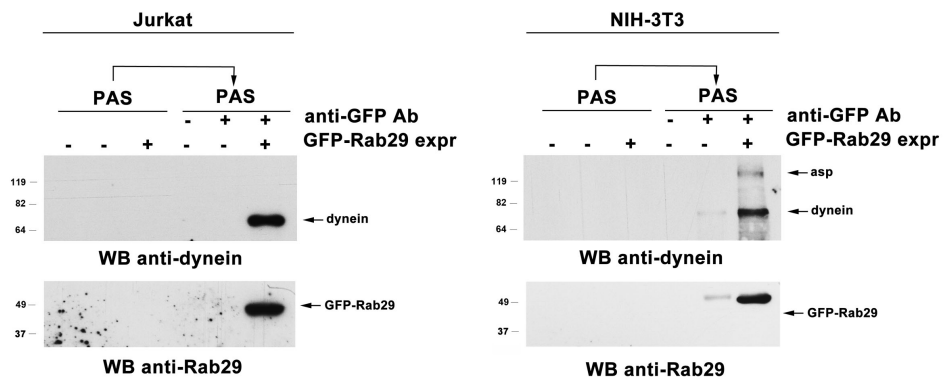 Jurkat
PAS
PAS
- + + anti-GFP Ab
- - + + GFP-Rab29 expr
119
82
64
dynein
WB anti-dynein
49
37
GFP-Rab29
WB anti-Rab29
NIH-3T3
PAS
PAS
- + + anti-GFP Ab
- - + - - + GFP-Rab29 expr
119
82
64
asp
dynein
WB anti-dynein
49
37
GFP-Rab29
WB anti-Rab29